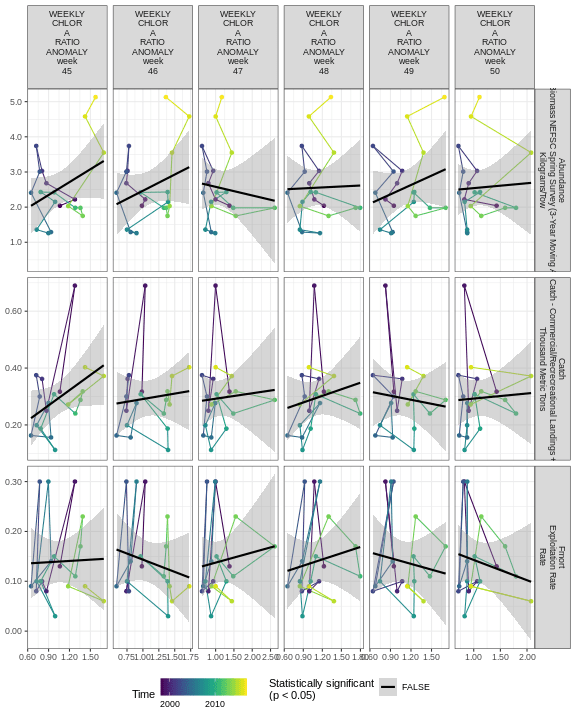 WEEKLY WEEKLY WEEKLY WEEKLY WEEKLY WEEKLY
CHLOR CHLOR CHLOR CHLOR CHLOR CHLOR
A A A A A A
RATIO RATIO RATIO RATIO RATIO RATIO
ANOMALY ANOMALY ANOMALY ANOMALY ANOMALY ANOMALY
week week week week week week
45 46 47 48 49 50
5.0
4.0
3.0
2.0
1.0
Abundance
Biomass NEFSC Spring Survey (3-Year Moving A
Kilograms/Tow
0.60
0.40
0.20
Catch
Catch - Commercial/Recreational Landings +
Thousand Metric Tons
0.30
0.20
0.10
0.00
Fmort
Exploitation Rate
Rate
0.60 0.90 1.20 1.50 0.75 1.00 1.25 1.50 1.75 1.00 1.50 2.00 2.50 0.60 0.90 1.20 1.50 1.80 0.60 0.90 1.20 1.50 1.00 1.50 2.00
Time
2000 2010
Statistically significant
(p < 0.05)
FALSE